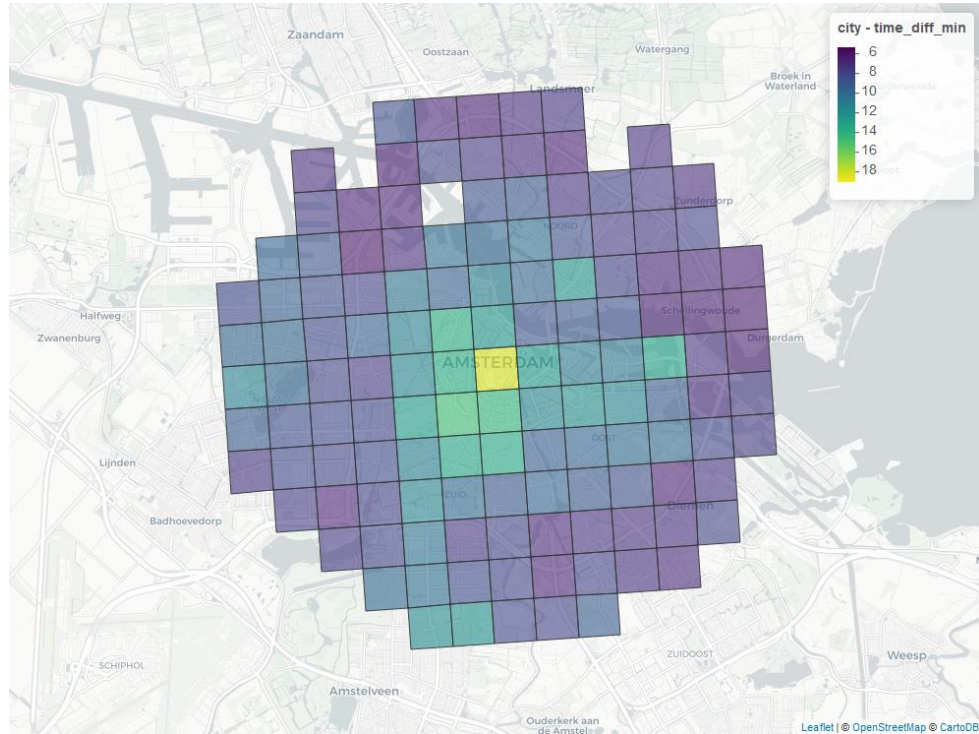 city - time_diff_min
6
8
10
12
14
16
18
Zaandam
Oostzaan
Watergang
Broek in
Waterland
Landsmeer
Zunderdorp
NOORD
Halfweg
Zwanenburg
Schellingwoude
Durgerdam
AMSTERDAM
NIEUW
Lijnden
OOST
ZUID
Diemen
Badhoevedorp
SCHIPHOL
Amstelveen
ZUIDOOST
Weesp
Ouderkerk aan
de Amstel
Leaflet | © OpenStreetMap © CartoDB